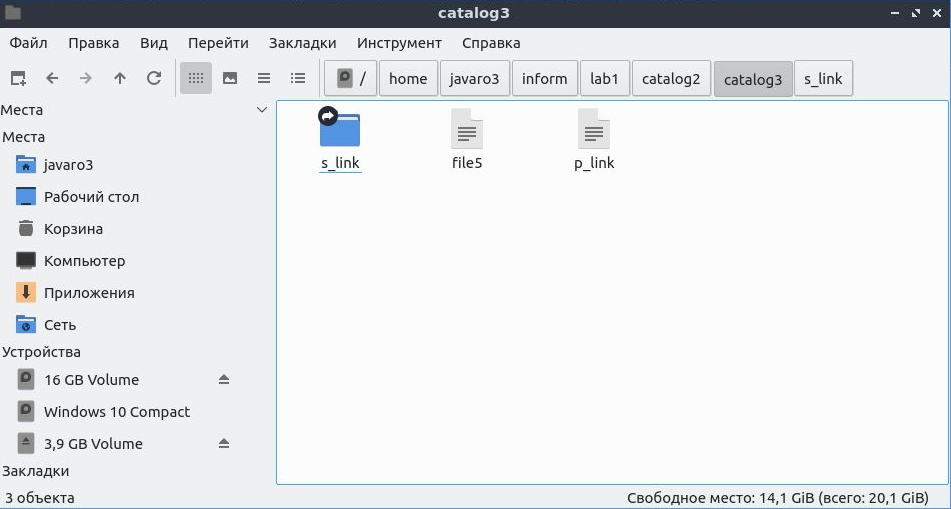 catalog3
Файл Правка Вид Перейти Закладки Инструмент Справка
/ home javaro3 inform lab1 catalog2 catalog3 s_link
Места
Места
javaro3
Рабочий стол
Корзина
Компьютер
Приложения
Сеть
Устройства
16 GB Volume
Windows 10 Compact
3,9 GB Volume
Закладки
s_link file5 p_link
3 объекта Свободное место: 14,1 GiB (всего: 20,1 GiB)